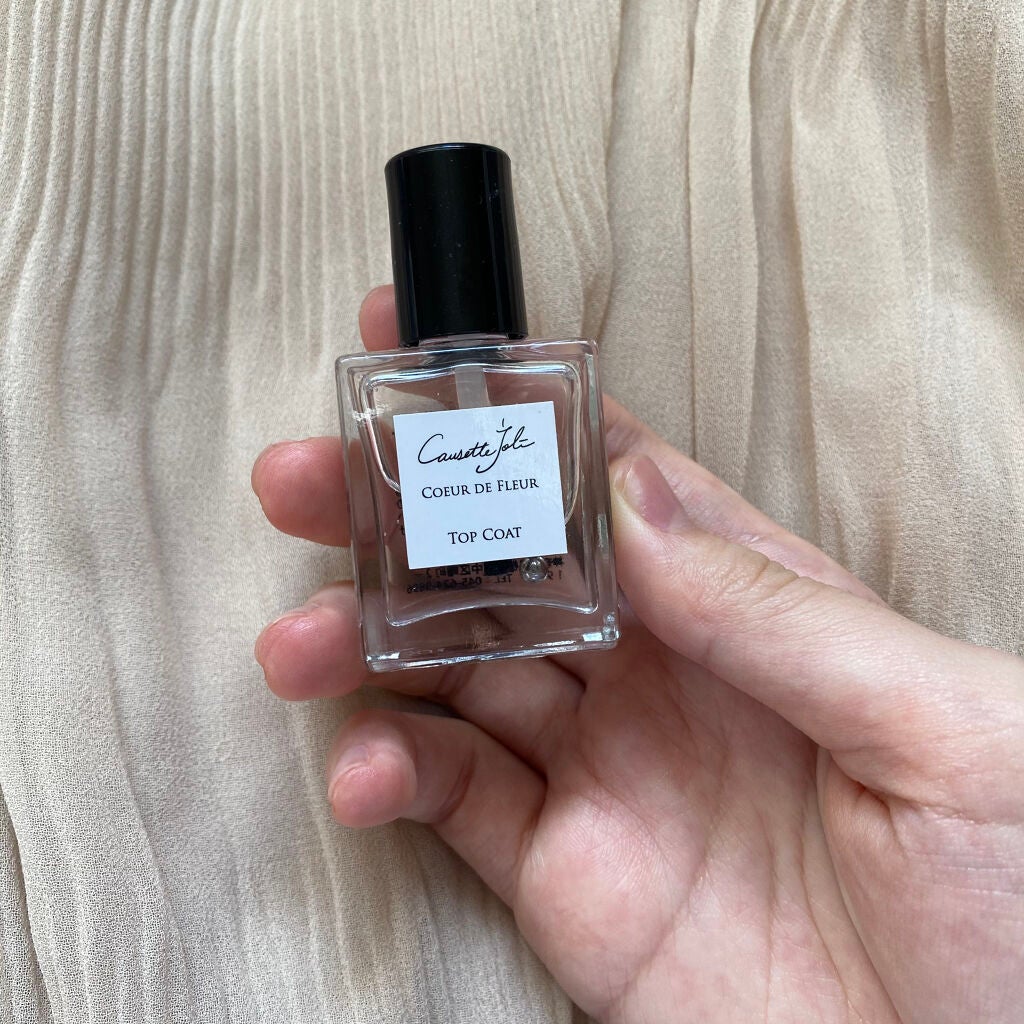 Causette Joli
COEUR DE FLEUR
TOP COAT